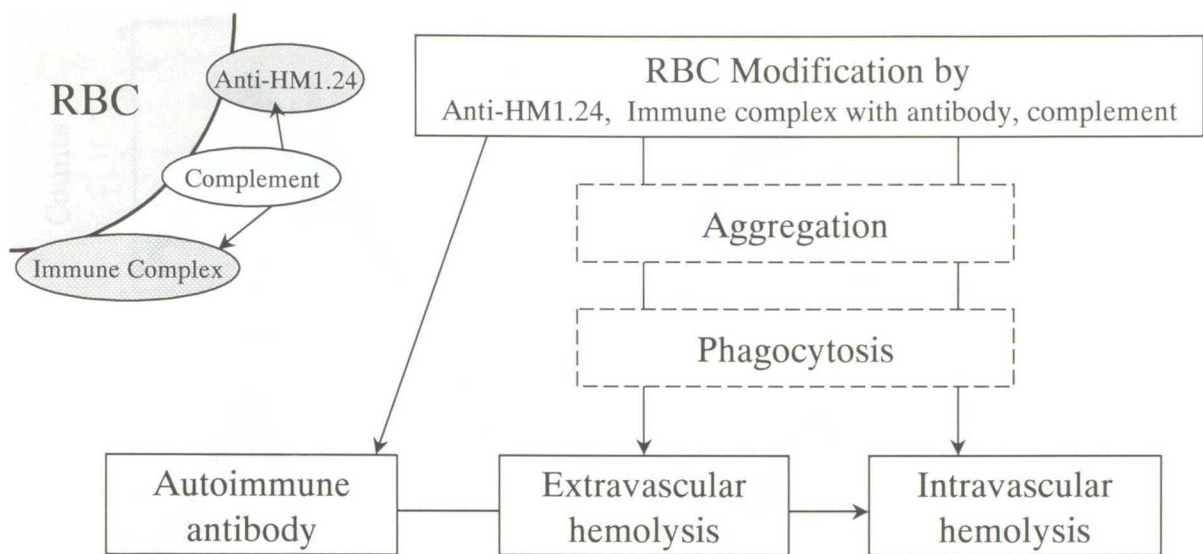 RBC
Anti-HM1.24
Complement
Immune Complex
RBC Modification by
Anti-HM1.24, Immune complex with antibody, complement
Aggregation
Phagocytosis
Autoimmune
antibody
Extravascular
hemolysis
Intravascular
hemolysis
Counts